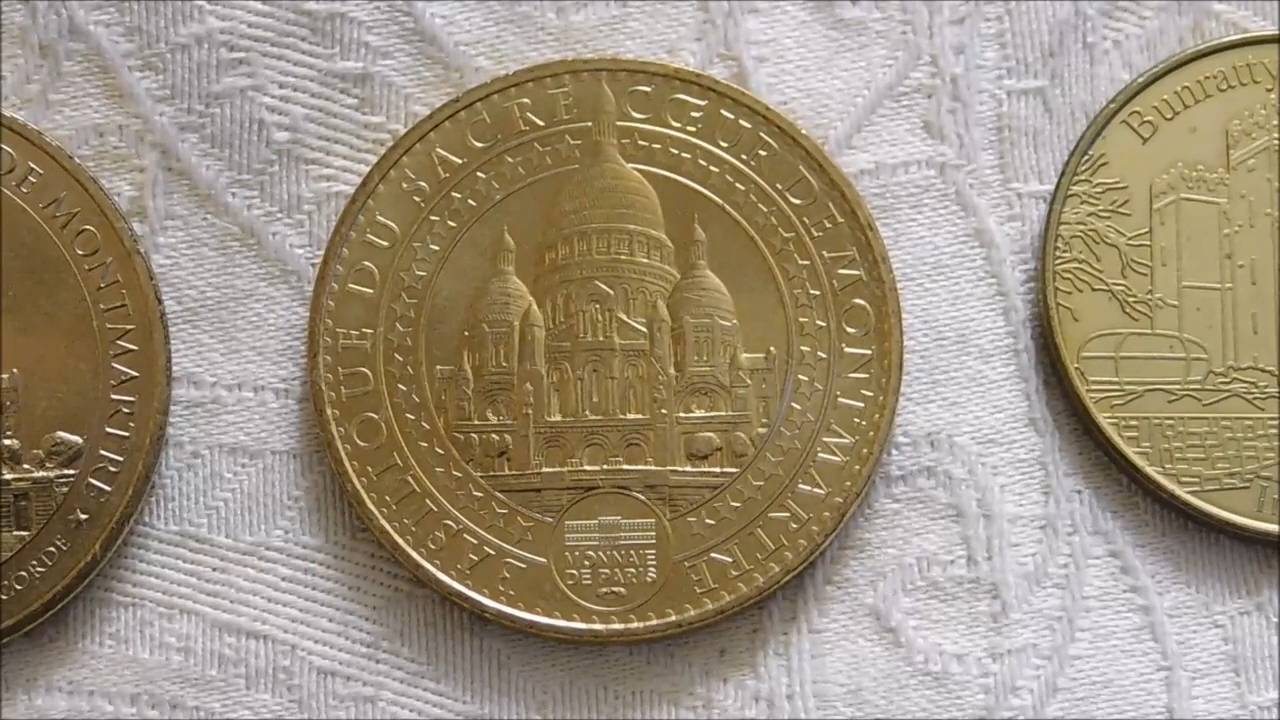 DE MONTMARTRE ★
CORDE
BASILIQUE DU SACRE CŒUR DE MONTMARTRE
MONNAIE
DE PARIS
Bunratty